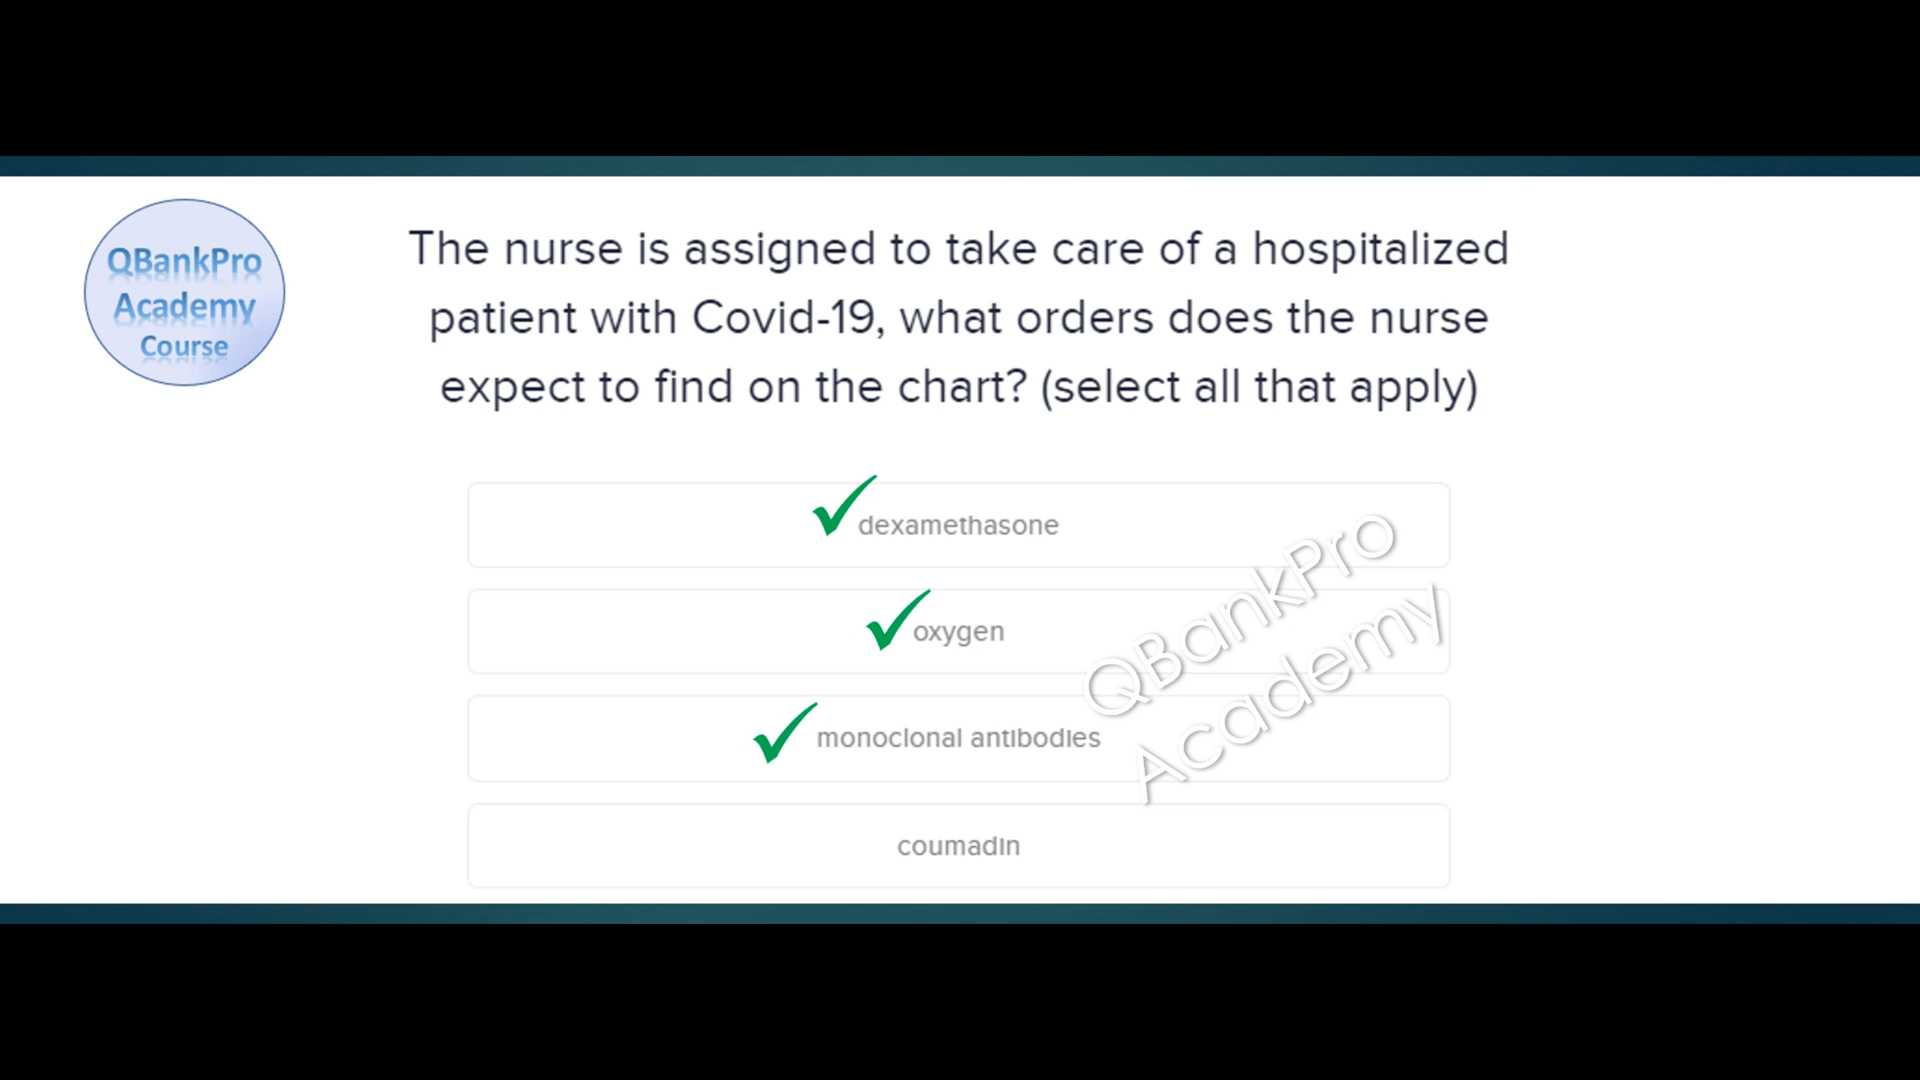 QBankPro
Academy
Course
The nurse is assigned to take care of a hospitalized
patient with Covid-19, what orders does the nurse
expect to find on the chart? (select all that apply)
dexamethasone
oxygen
monoclonal antibodies
coumadin
QBankPro
Academy